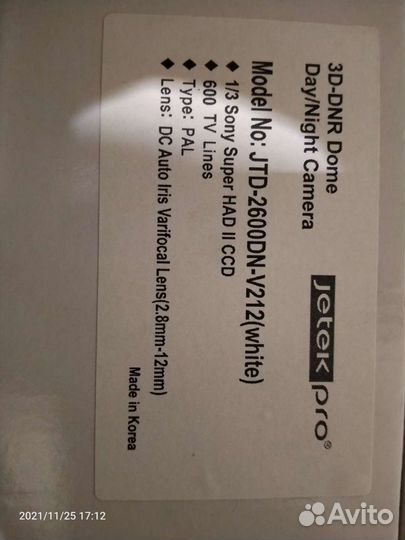 3D-DNR Dome
Day/Night Camera
Jetek pro®
Model No: JTD-2600DN-V212(white)
◆ 1/3 Sony Super HAD II CCD
◆ 600 TV Lines
◆ Type: PAL
◆ Lens: DC Auto Iris Varifocal Lens(2.8mm-12mm)
Made in Korea
2021/11/25 17:12
Avito